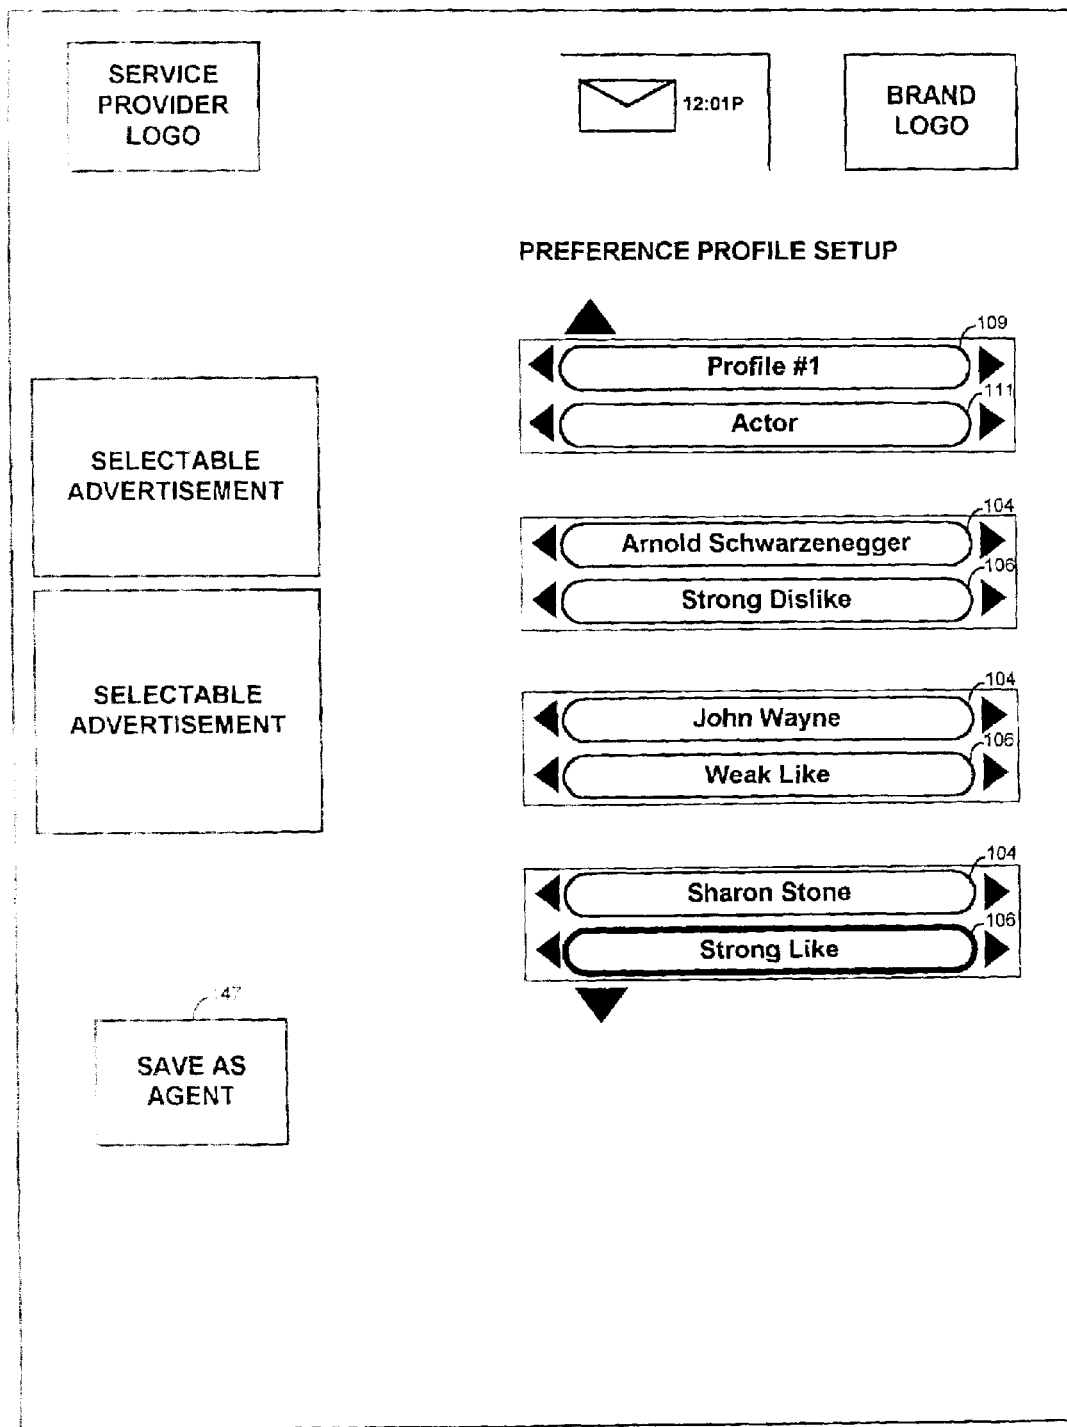 SERVICE
PROVIDER
LOGO
12:01P
BRAND
LOGO
PREFERENCE PROFILE SETUP
109
Profile #1
111
Actor
SELECTABLE
ADVERTISEMENT
104
Arnold Schwarzenegger
106
Strong Dislike
SELECTABLE
ADVERTISEMENT
104
John Wayne
106
Weak Like
104
Sharon Stone
106
Strong Like
147
SAVE AS
AGENT